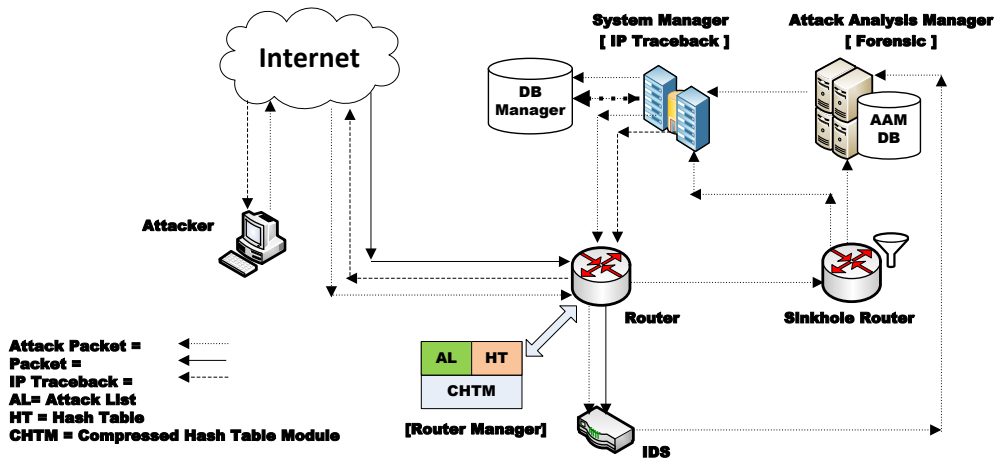 System Manager
[ IP Traceback ]
Attack Analysis Manager
[ Forensic ]
Internet
DB
Manager
AAM
DB
Attacker
Router
Sinkhole Router
AL
HT
CHTM
[Router Manager]
IDS
Attack Packet =
Packet =
IP Traceback =
AL= Attack List
HT = Hash Table
CHTM = Compressed Hash Table Module